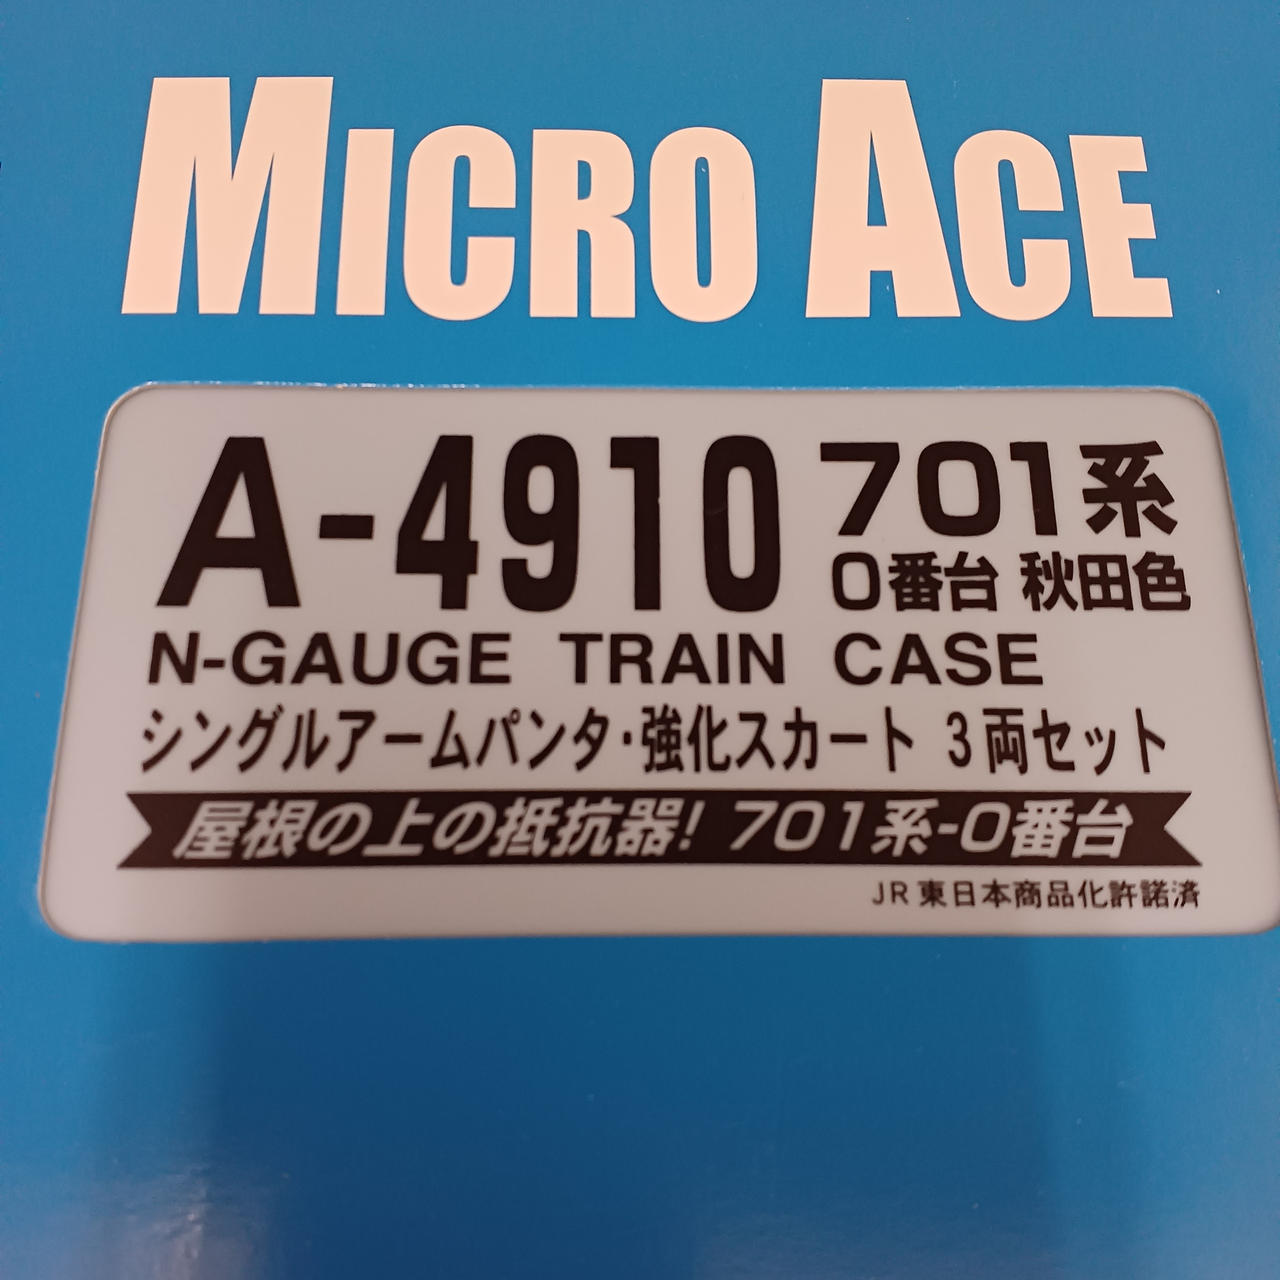 MICRO ACE
A-4910 701系
0番台 秋田色
N-GAUGE TRAIN CASE
シングルアームパンタ・強化スカート 3両セット
屋根の上の抵抗器! 701系-0番台
JR東日本商品化許諾済